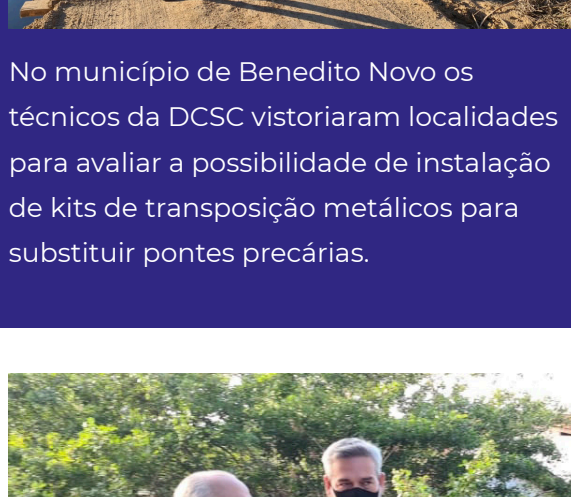 No município de Benedito Novo os
técnicos da DCSC vistoriaram localidades
para avaliar a possibilidade de instalação
de kits de transposição metálicos para
substituir pontes precárias.